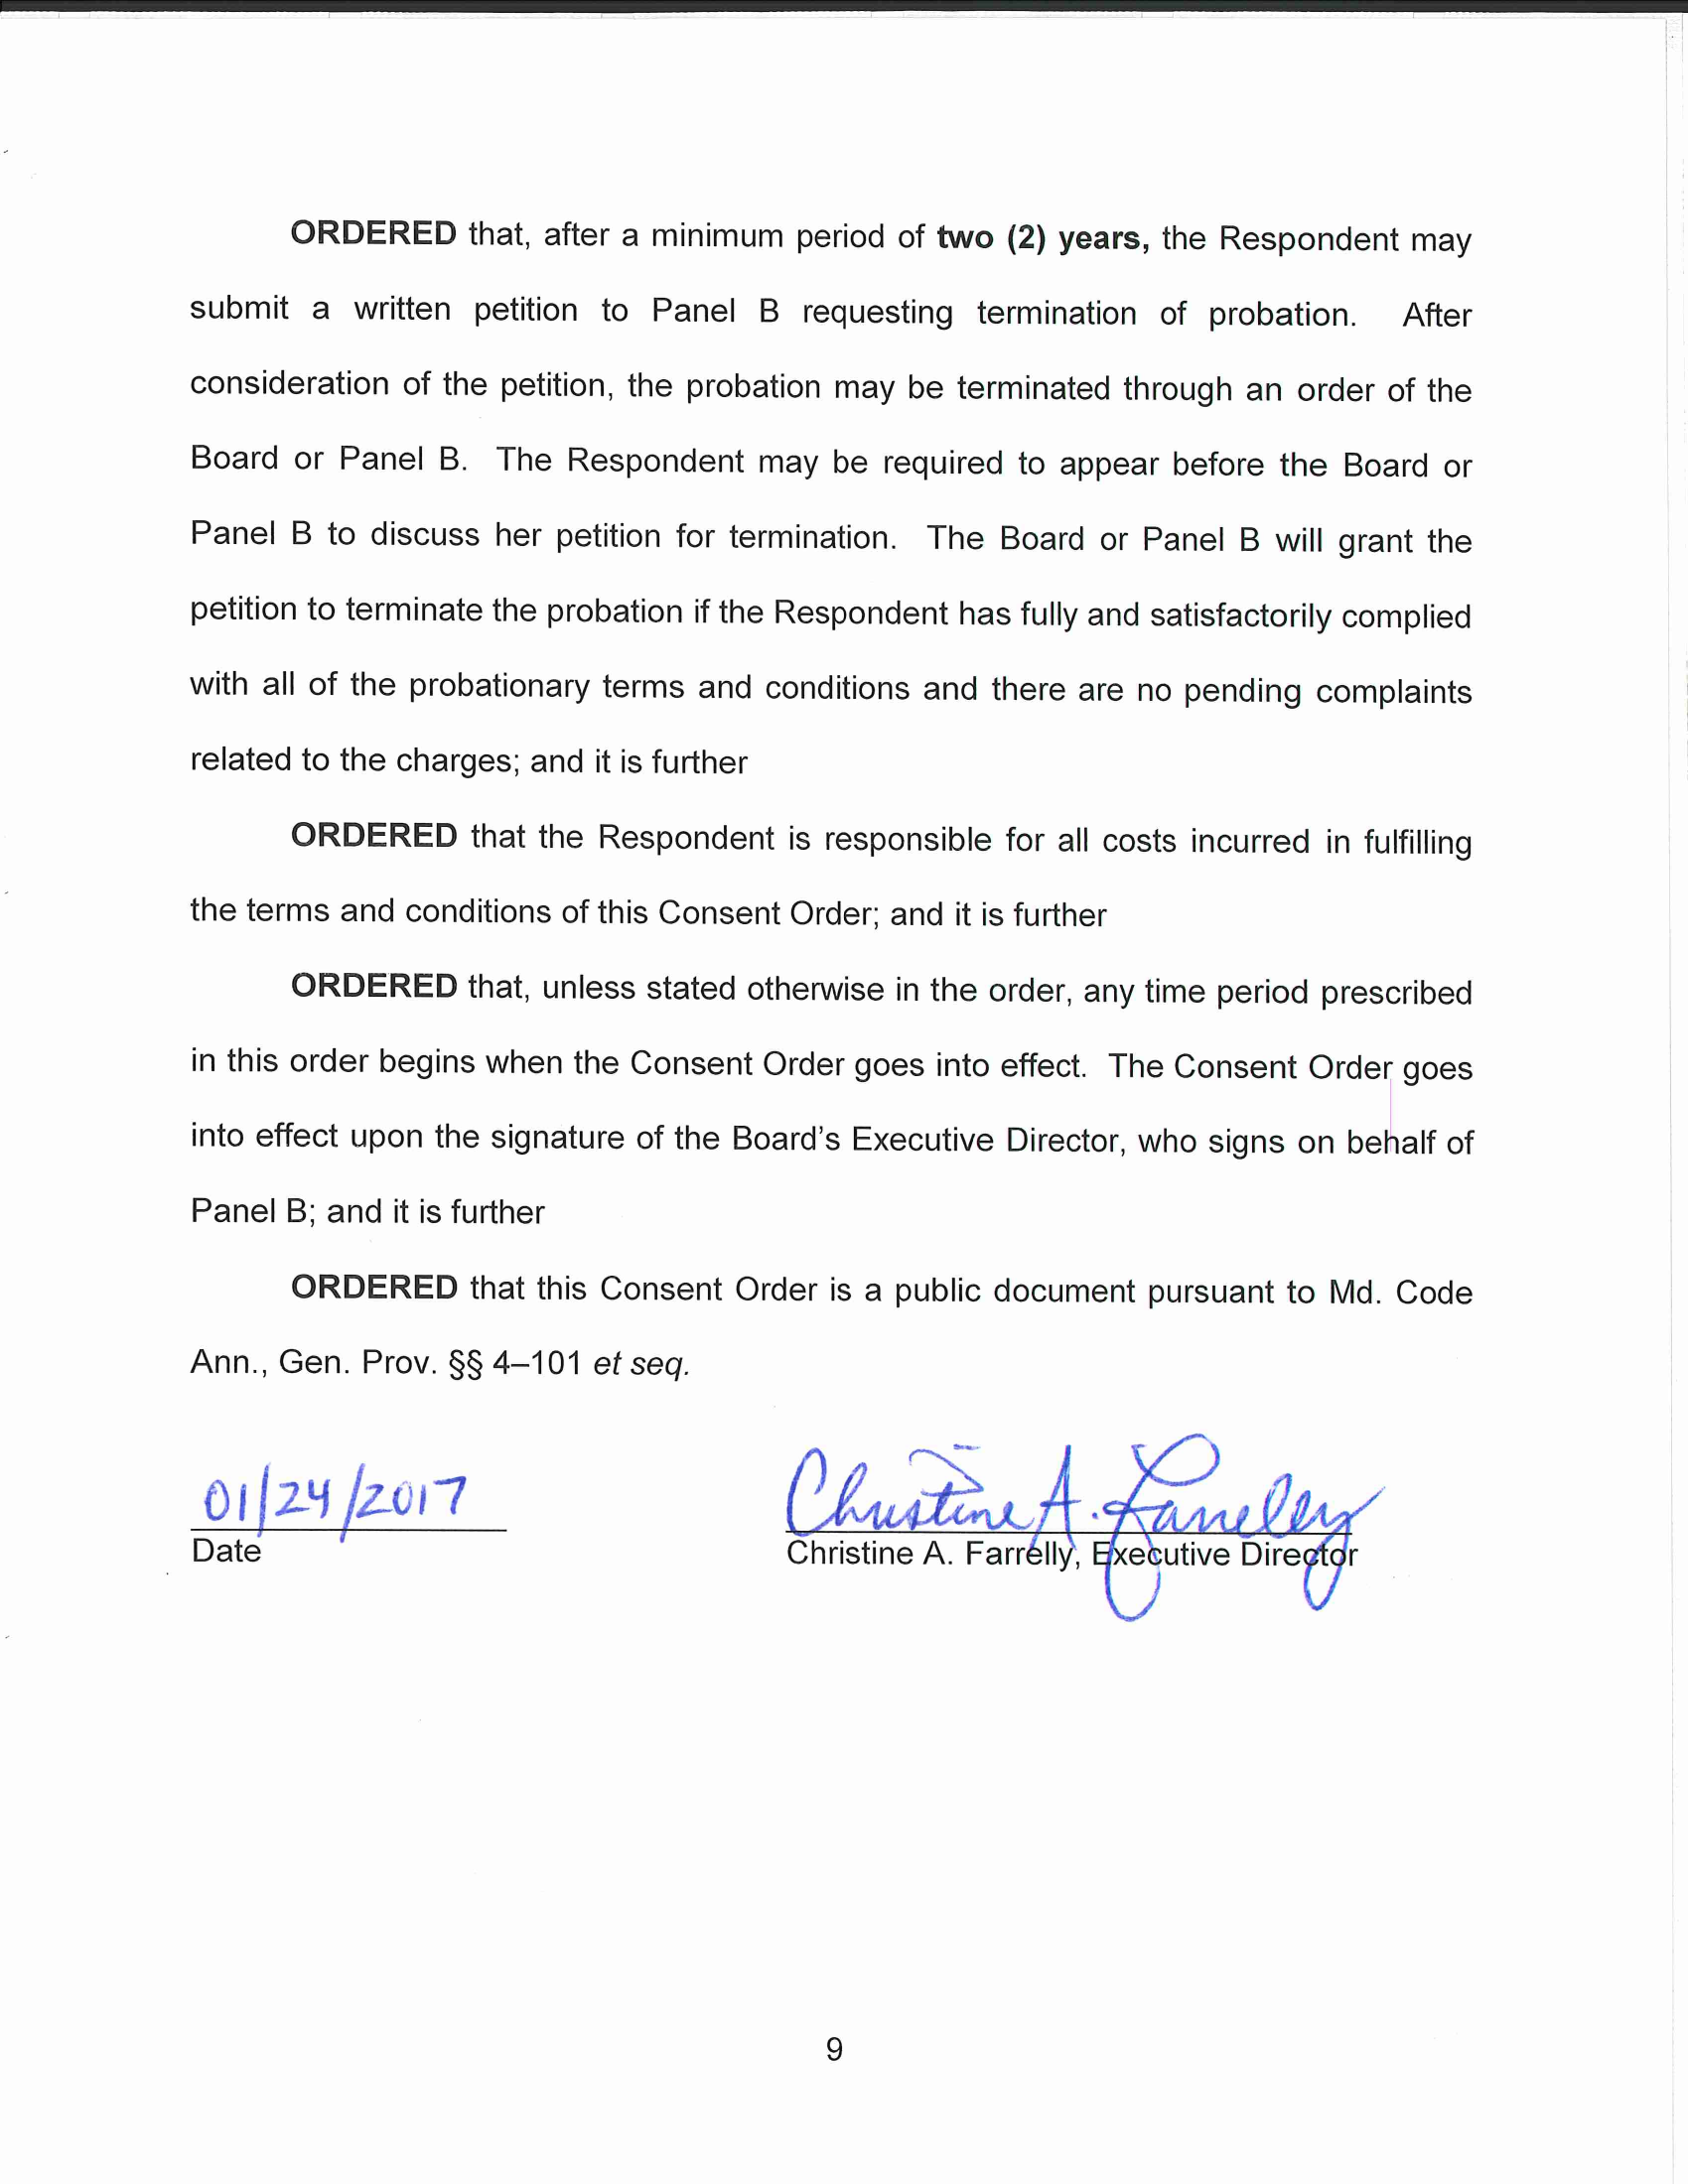 ORDERED that, after a minimum period of two (2) years, the Respondent may
submit a written petition to Panel B requesting termination of probation. After
consideration of the petition, the probation may be terminated through an order of the
Board or Panel B. The Respondent may be required to appear before the Board or
Panel B to discuss her petition for termination. The Board or Panel B will grant the
petition to terminate the probation if the Respondent has fully and satisfactorily complied
with all of the probationary terms and conditions and there are no pending complaints
related to the charges; and it is further
ORDERED that the Respondent is responsible for all costs incurred in fulfilling
the terms and conditions of this Consent Order; and it is further
ORDERED that, unless stated otherwise in the order, any time period prescribed
in this order begins when the Consent Order goes into effect. The Consent Order goes
into effect upon the signature of the Board's Executive Director, who signs on behalf of
Panel B; and it is further
ORDERED that this Consent Order is a public document pursuant to Md. Code
Ann., Gen. Prov. §§ 4–101 et seq.
01/24/2017 Christine A. Farrelly
Date Christine A. Farrelly, Executive Director
9